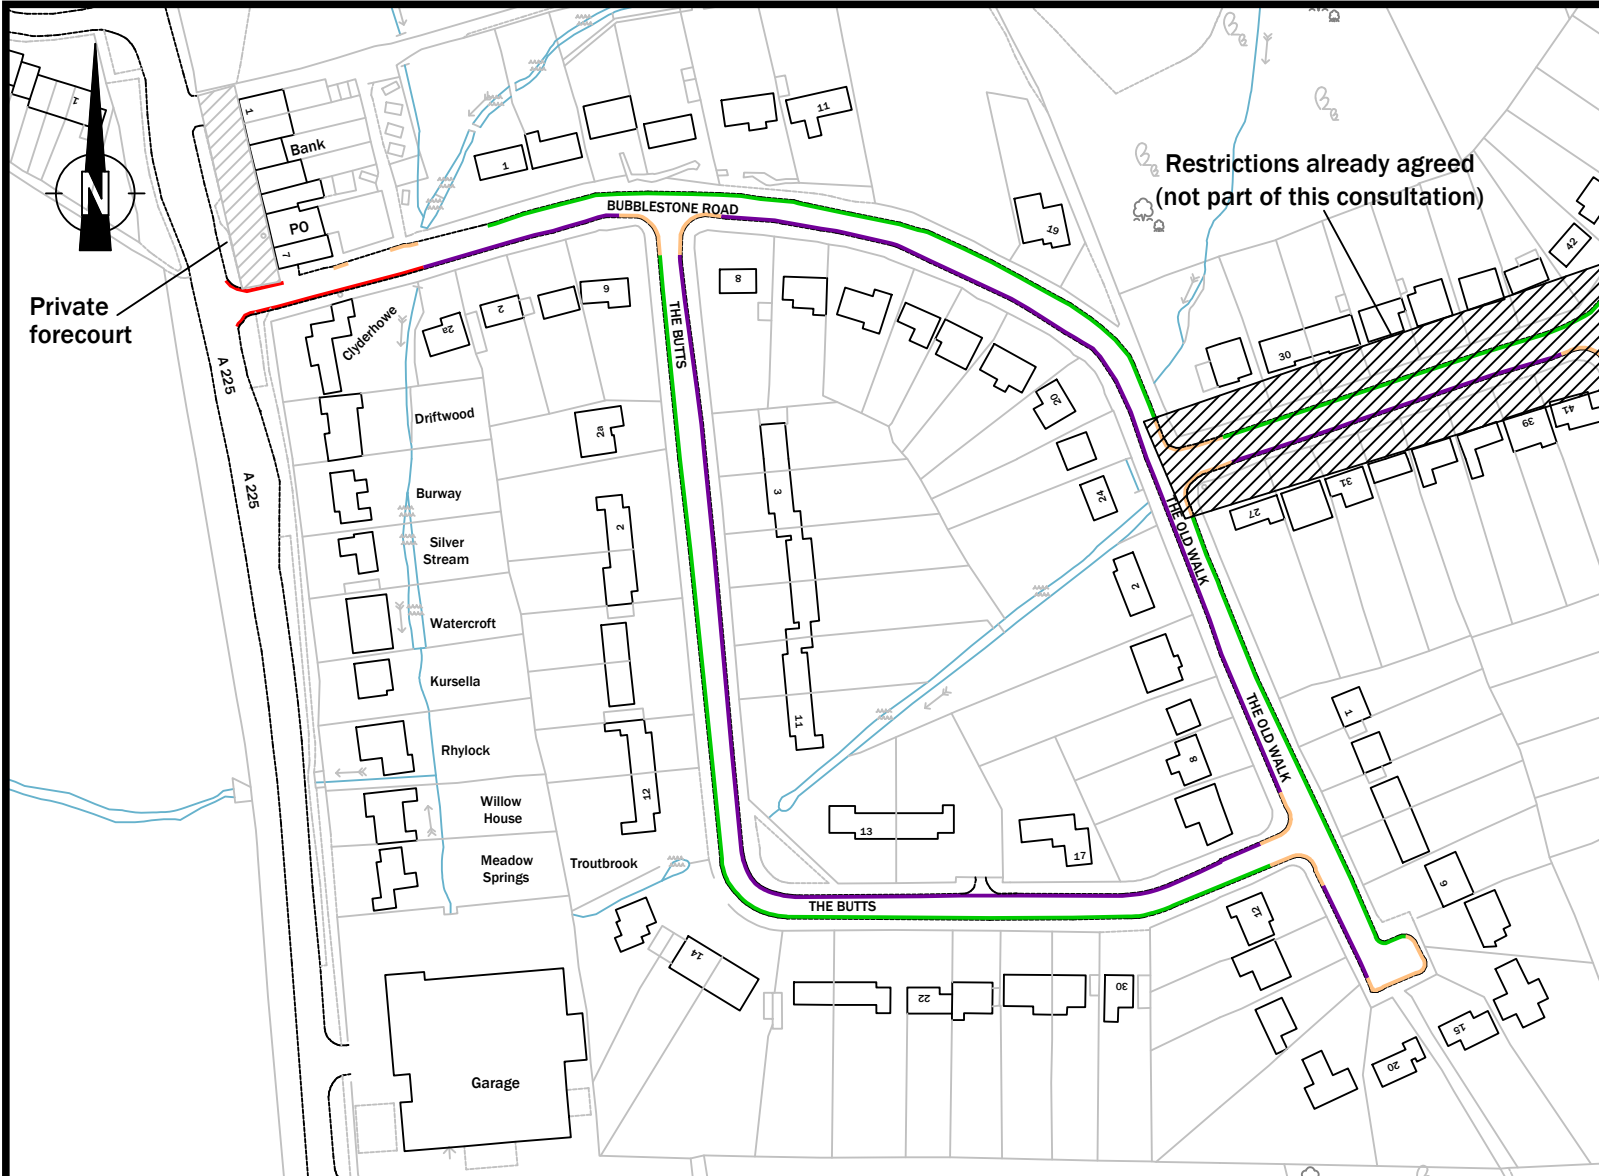 1
N
1
Bank
PO
7
1
11
BUBBLESTONE ROAD
19
Restrictions already agreed
(not part of this consultation)
42
Private
forecourt
A 225
A 225
Clyderhowe
2a
2
6
8
THE BUTTS
30
20
41
39
31
27
24
Driftwood
2a
Burway
3
2
Silver
Stream
THE OLD WALK
2
Watercroft
Kursella
11
THE OLD WALK
1
Rhylock
8
12
Willow
House
13
17
Meadow
Springs
Troutbrook
9
THE BUTTS
12
14
22
30
15
20
Garage